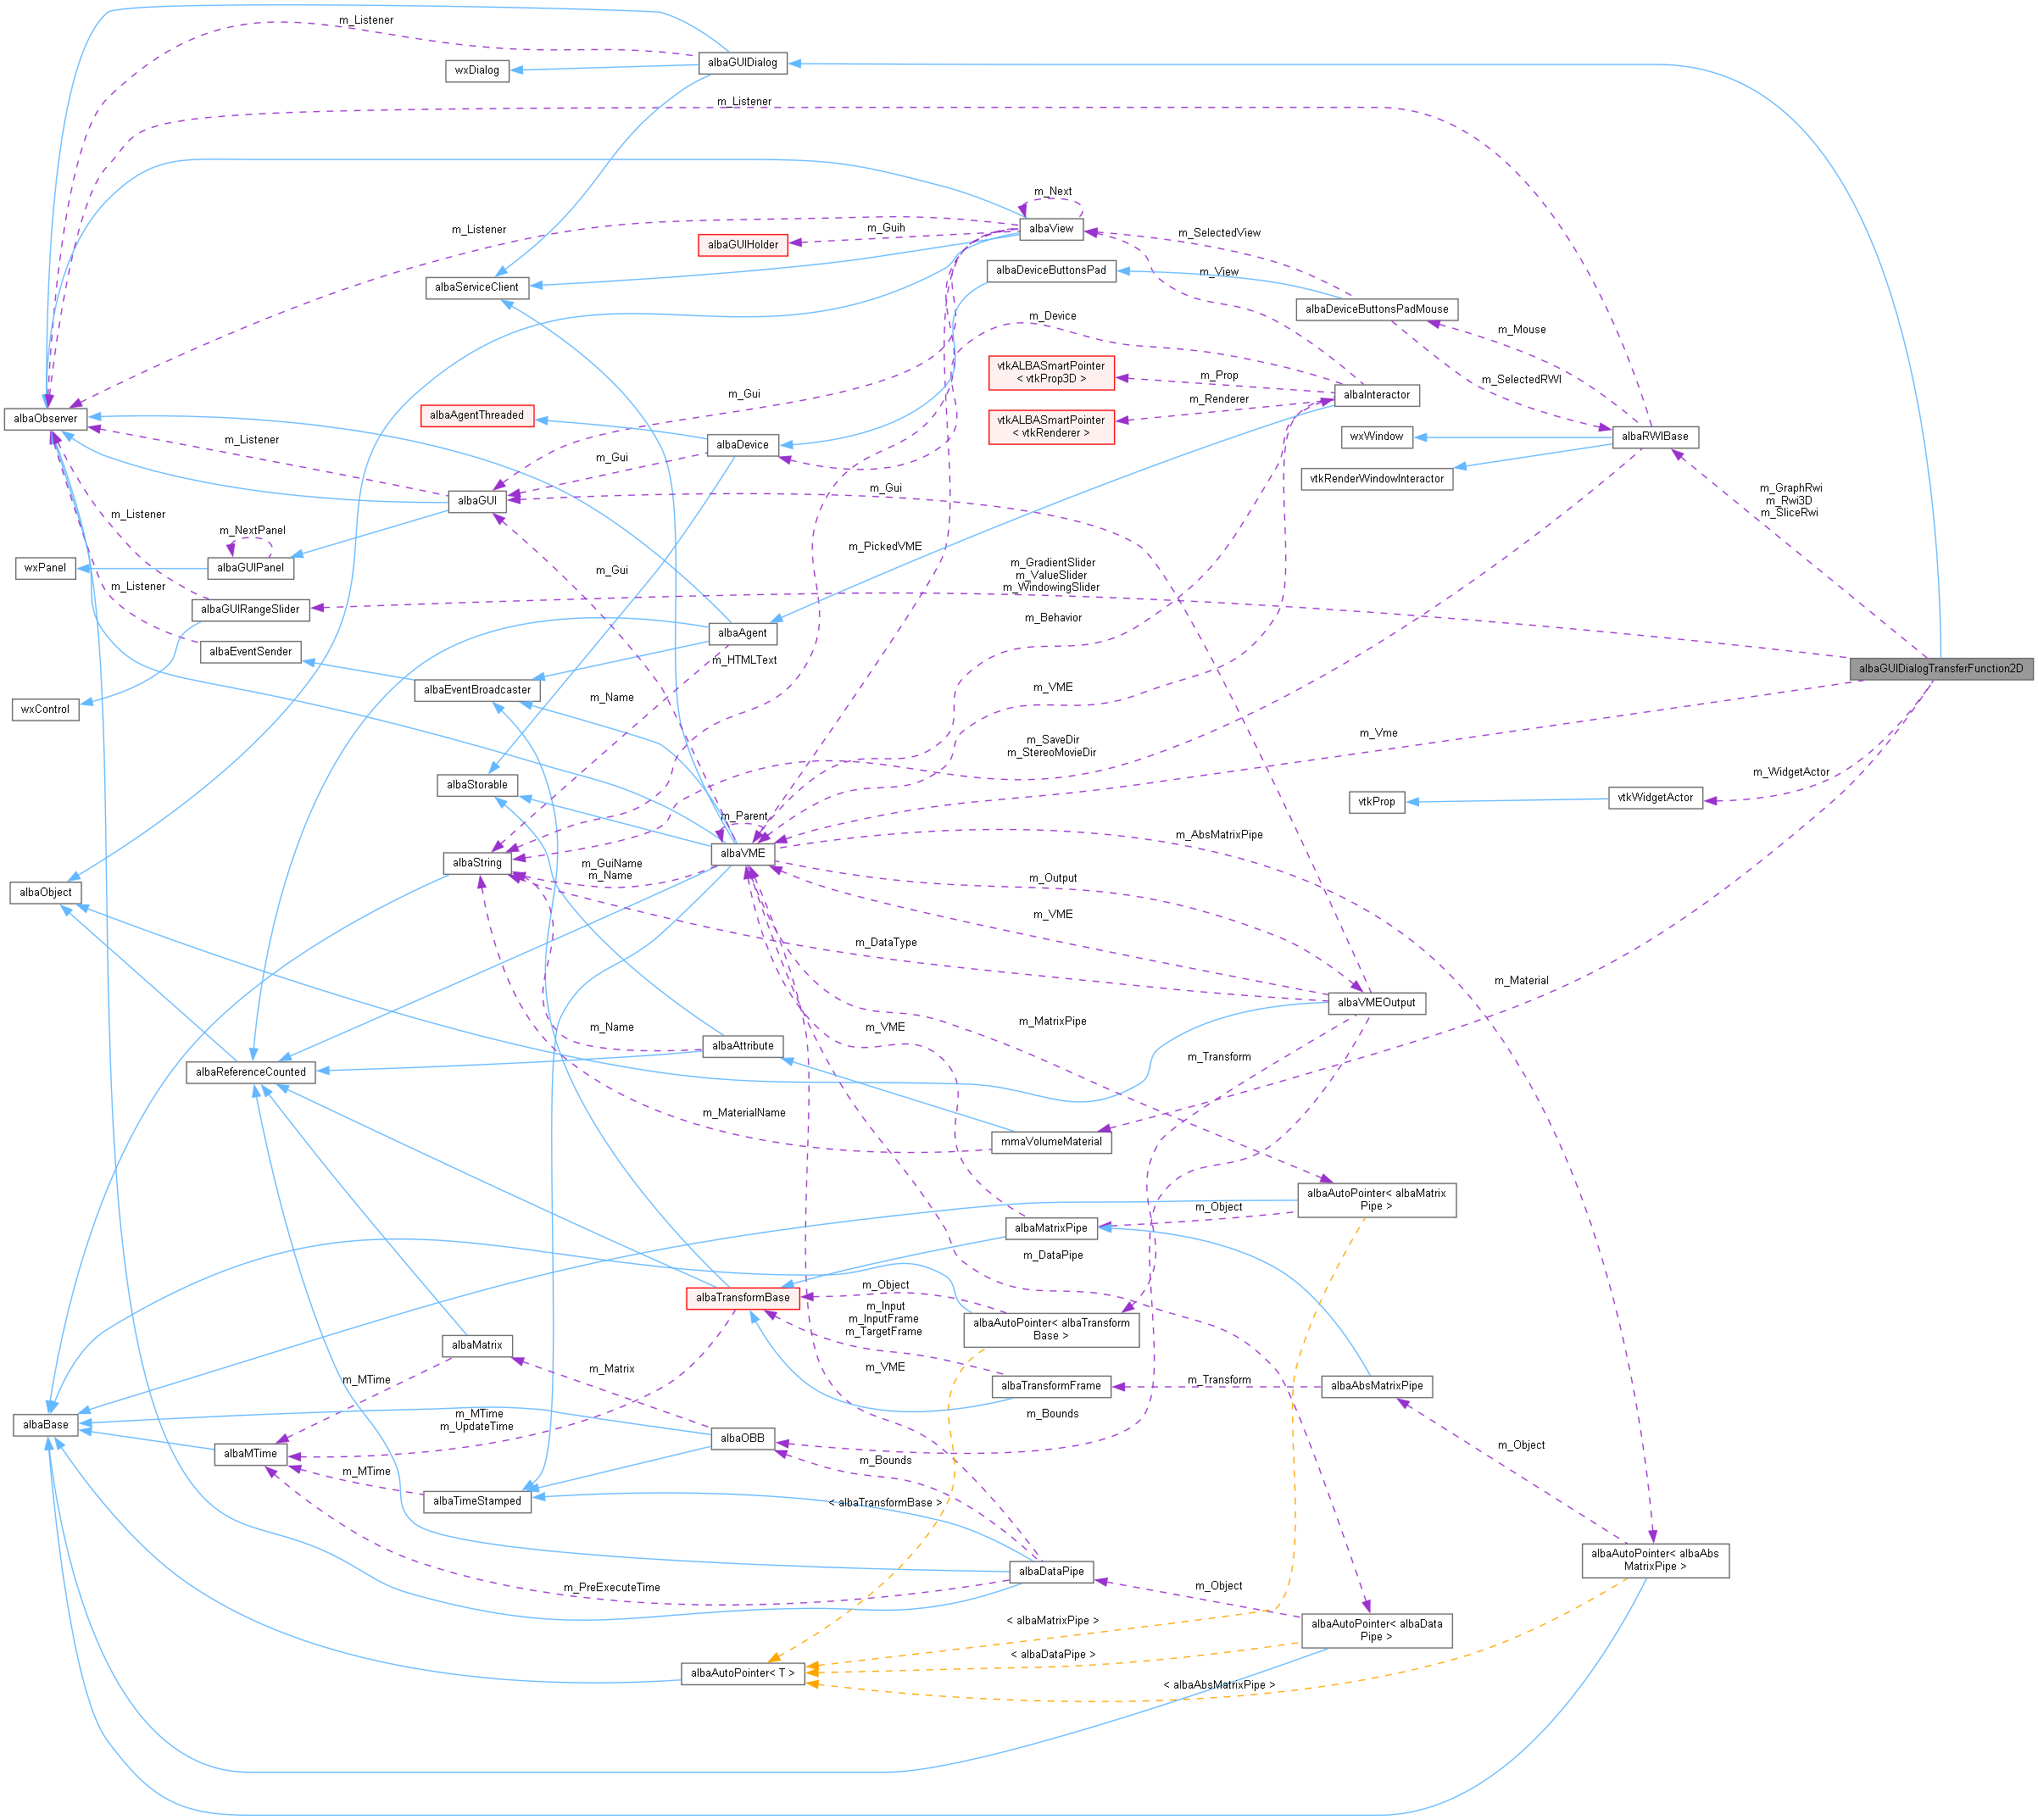 m_Listener
albaGUIDialog
wxDialog
m_Listener
m_Next
albaView
m_Listener
m_Guih
albaGUIHolder
m_SelectedView
albaDeviceButtonsPad
m_View
albaServiceClient
albaDeviceButtonsPadMouse
m_Device
m_Mouse
vtkALBASmartPointer
< vtkProp3D >
m_Prop
m_SelectedRWI
m_Gui
albaInteractor
m_Renderer
albaAgentThreaded
albaObserver
vtkALBASmartPointer
< vtkRenderer >
m_Listener
albaDevice
wxWindow
albaRWIBase
m_Gui
vtkRenderWindowInteractor
m_Gui
m_GraphRwi
m_Rwi3D
m_SliceRwi
albaGUI
m_Listener
m_NextPanel
m_PickedVME
m_GradientSlider
m_ValueSlider
m_WindowingSlider
wxPanel
albaGUIPanel
m_Gui
m_Listener
albaGUIRangeSlider
m_Behavior
albaAgent
albaEventSender
m_HTMLText
albaGUIDialogTransferFunction2D
albaEventBroadcaster
m_VME
m_Name
wxControl
m_SaveDir
m_StereoMovieDir
m_Vme
m_WidgetActor
albaStorable
vtkProp
vtkWidgetActor
m_Parent
m_AbsMatrixPipe
albaVME
albaString
m_GuiName
m_Name
m_Output
albaObject
m_VME
m_DataType
m_Material
albaVMEOutput
m_MatrixPipe
m_Name
m_VME
albaAttribute
m_Transform
albaReferenceCounted
m_MaterialName
mmaVolumeMaterial
albaAutoPointer< albaMatrix
Pipe >
m_Object
albaMatrixPipe
m_DataPipe
m_Object
albaTransformBase
m_Input
m_InputFrame
m_TargetFrame
albaAutoPointer< albaTransform
Base >
albaMatrix
m_Matrix
m_VME
m_MTime
albaTransformFrame
m_Transform
albaAbsMatrixPipe
m_Bounds
albaBase
m_MTime
m_UpdateTime
albaOBB
albaMTime
m_Object
m_Bounds
m_MTime
albaTimeStamped
< albaTransformBase >
albaAutoPointer< albaAbs
MatrixPipe >
albaDataPipe
m_PreExecuteTime
m_Object
< albaMatrixPipe >
albaAutoPointer< albaData
Pipe >
< albaDataPipe >
albaAutoPointer< T >
< albaAbsMatrixPipe >